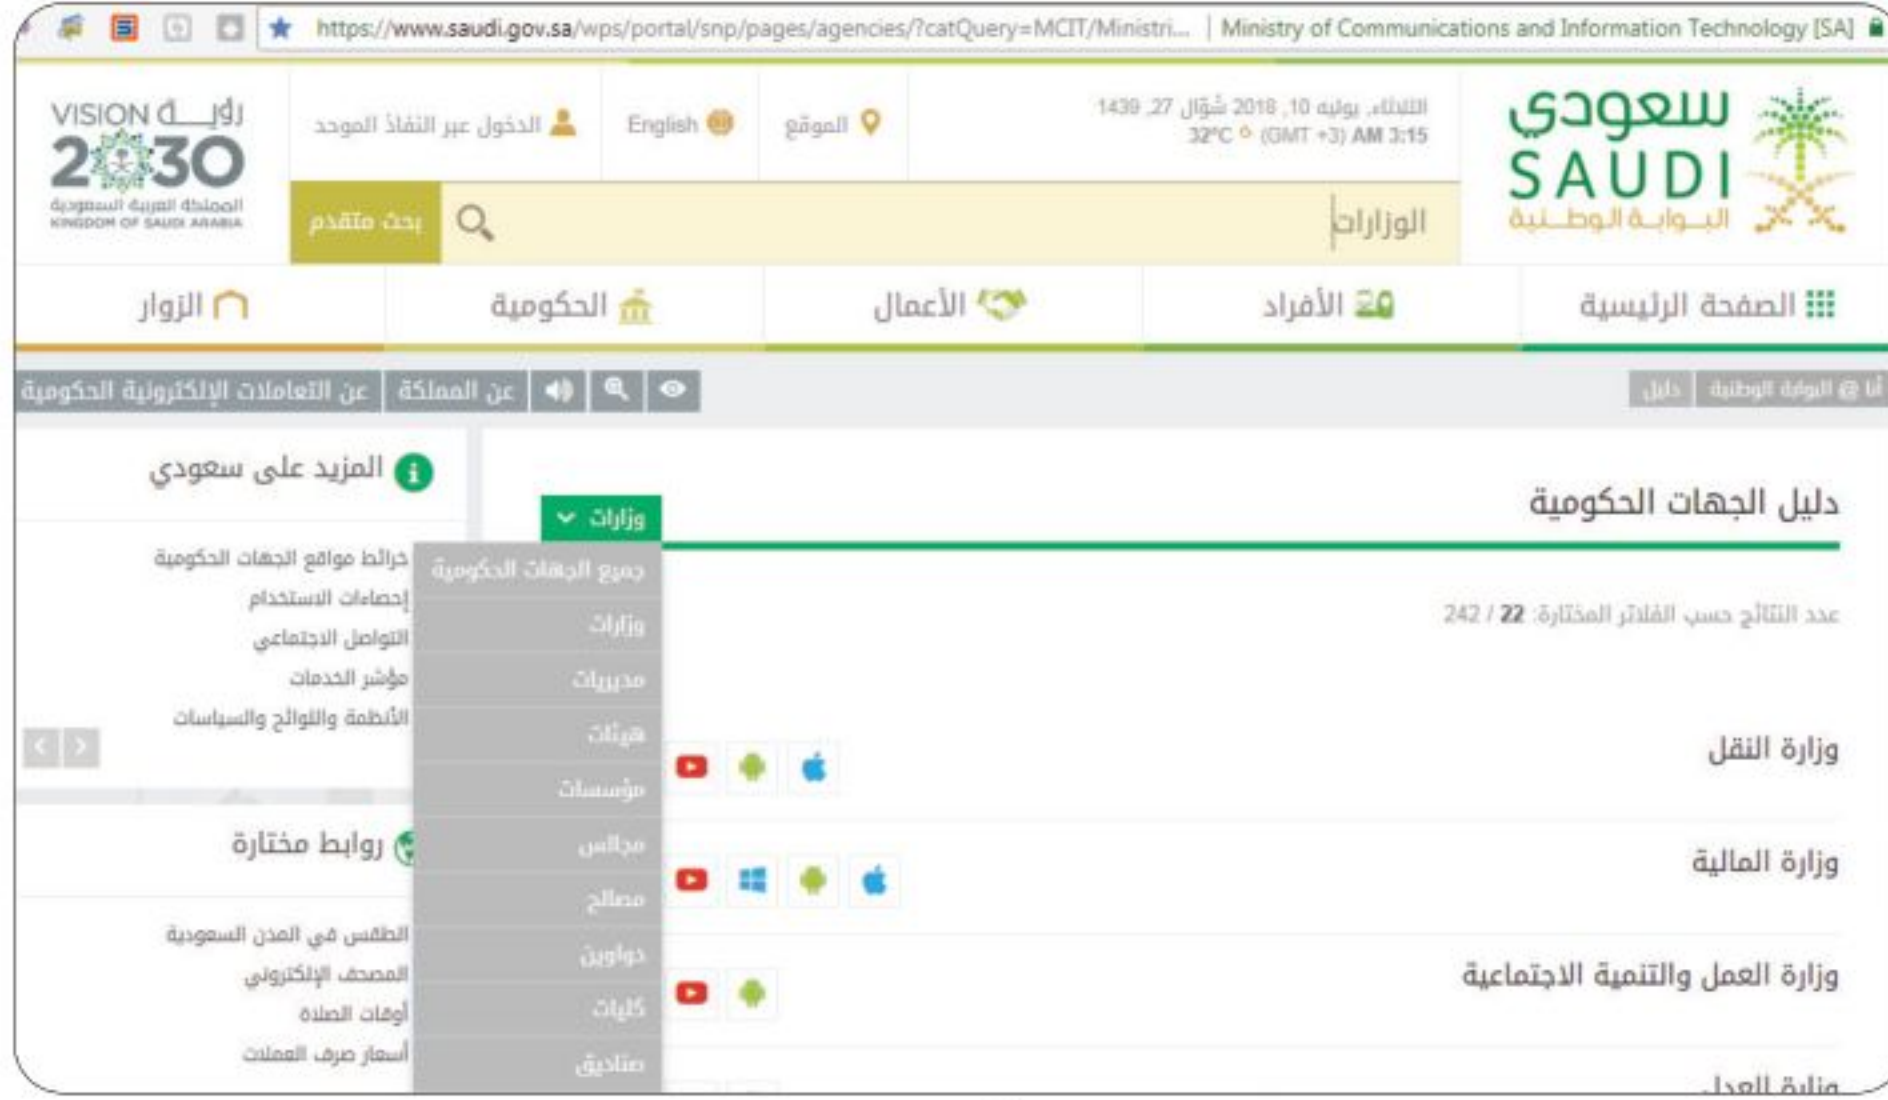 https://www.saudi.gov.sa/wps/portal/snp/pages/agencies/?catQuery=MCIT/Ministri... | Ministry of Communications and Information Technology [SA]
سعودي
SAUDI
البوابة الوطنية
الثلاثاء, يوليه 10, 2018 شوّال 27, 1439
32°C (GMT +3) AM 3:15
الموقع
English
الدخول عبر النفاذ الموحد
VISION رؤيــة
2030
المملكة العربية السعودية
KINGDOM OF SAUDI ARABIA
الوزارات
بحث متقدم
الصفحة الرئيسية
الأفراد
الأعمال
الحكومية
الزوار
أنا @ البوابة الوطنية
دليل
عن المملكة
عن التعاملات الإلكترونية الحكومية
دليل الجهات الحكومية
وزارات
عدد النتائج حسب الفلاتر المختارة: 22 / 242
جميع الجهات الحكومية
وزارات
مديريات
هيئات
مؤسسات
مجالس
مصالح
دواوين
كليات
صناديق
وزارة النقل
وزارة المالية
وزارة العمل والتنمية الاجتماعية
وزارة العدل
المزيد على سعودي
خرائط مواقع الجهات الحكومية
إحصاءات الاستخدام
التواصل الاجتماعي
مؤشر الخدمات
الأنظمة واللوائح والسياسات
روابط مختارة
الطقس في المدن السعودية
المصحف الإلكتروني
أوقات الصلاة
أسعار صرف العملات